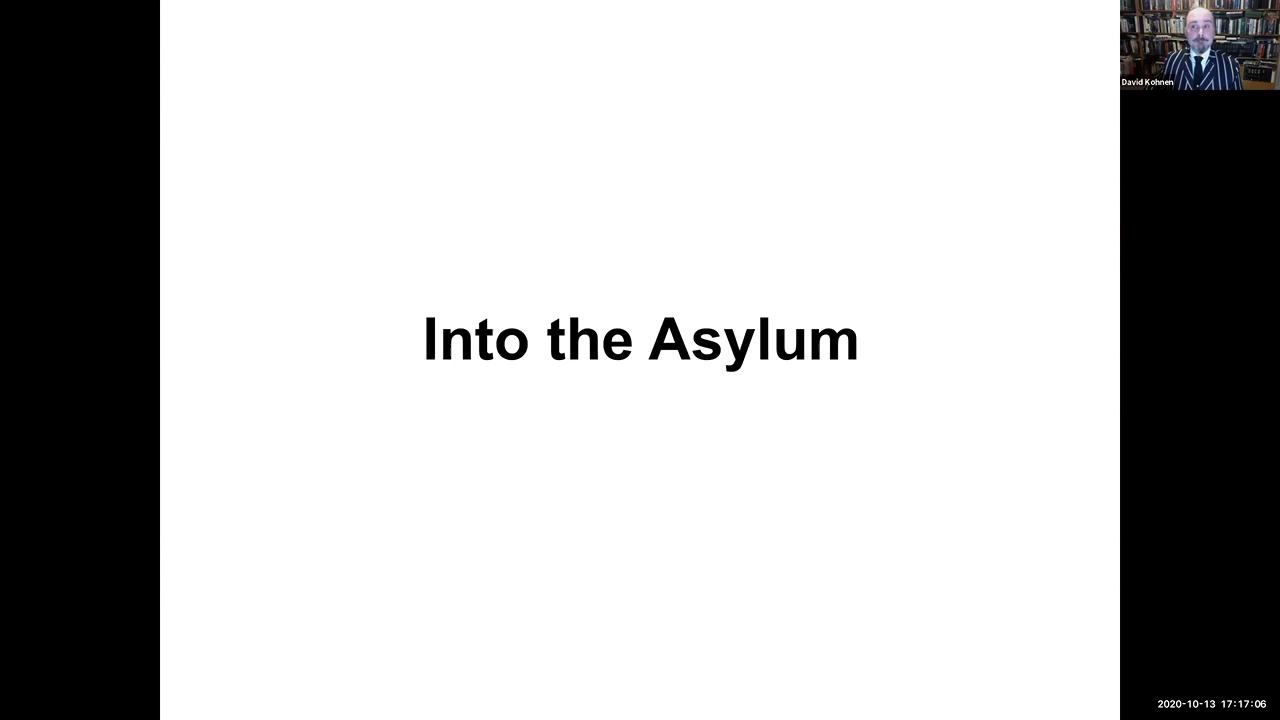 David Kohnen
Into the Asylum
2020-10-13 17:17:06